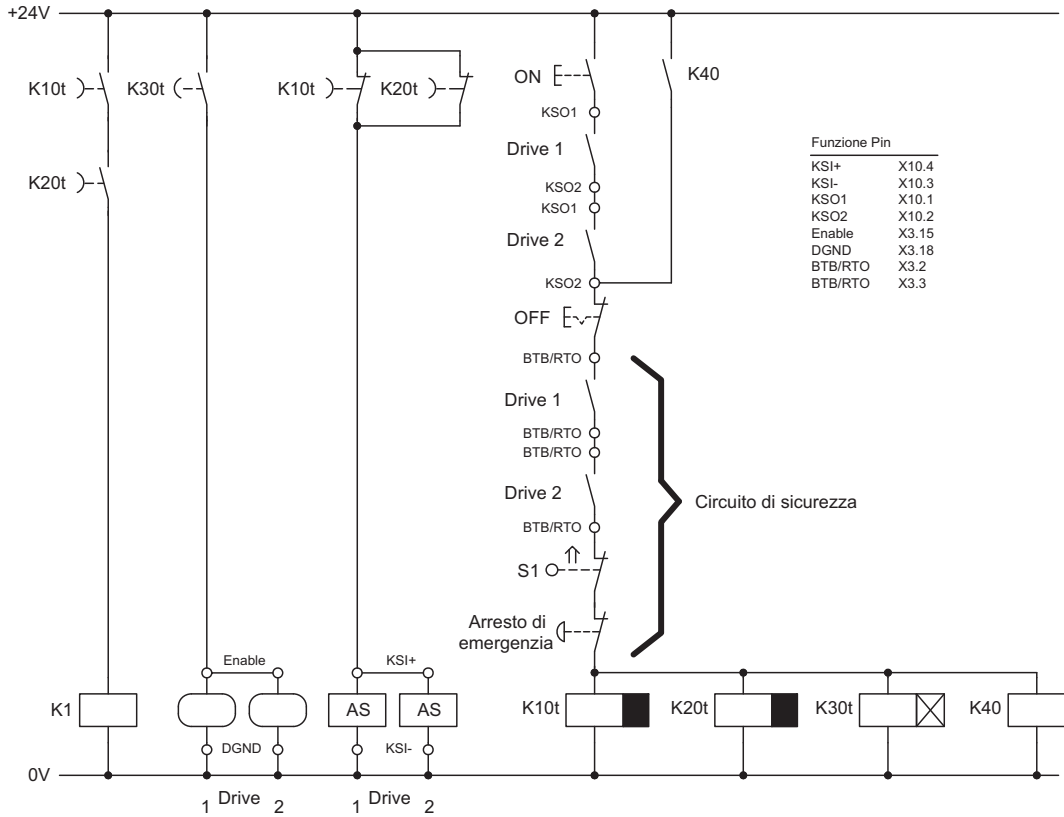 +24V
K10t
K30t
K10t
K20t
ON
K40
KSO1
Drive 1
KSO2
KSO1
Drive 2
KSO2
K20t
Funzione Pin
KSI+ X10.4
KSI- X10.3
KSO1 X10.1
KSO2 X10.2
Enable X3.15
DGND X3.18
BTB/RTO X3.2
BTB/RTO X3.3
OFF
BTB/RTO
Drive 1
BTB/RTO
BTB/RTO
Drive 2
BTB/RTO
Circuito di sicurezza
S1
Arresto di
emergenzia
Enable
KSI+
K1
AS
AS
K10t
K20t
K30t
K40
DGND
KSI-
0V
1 Drive 2
1 Drive 2